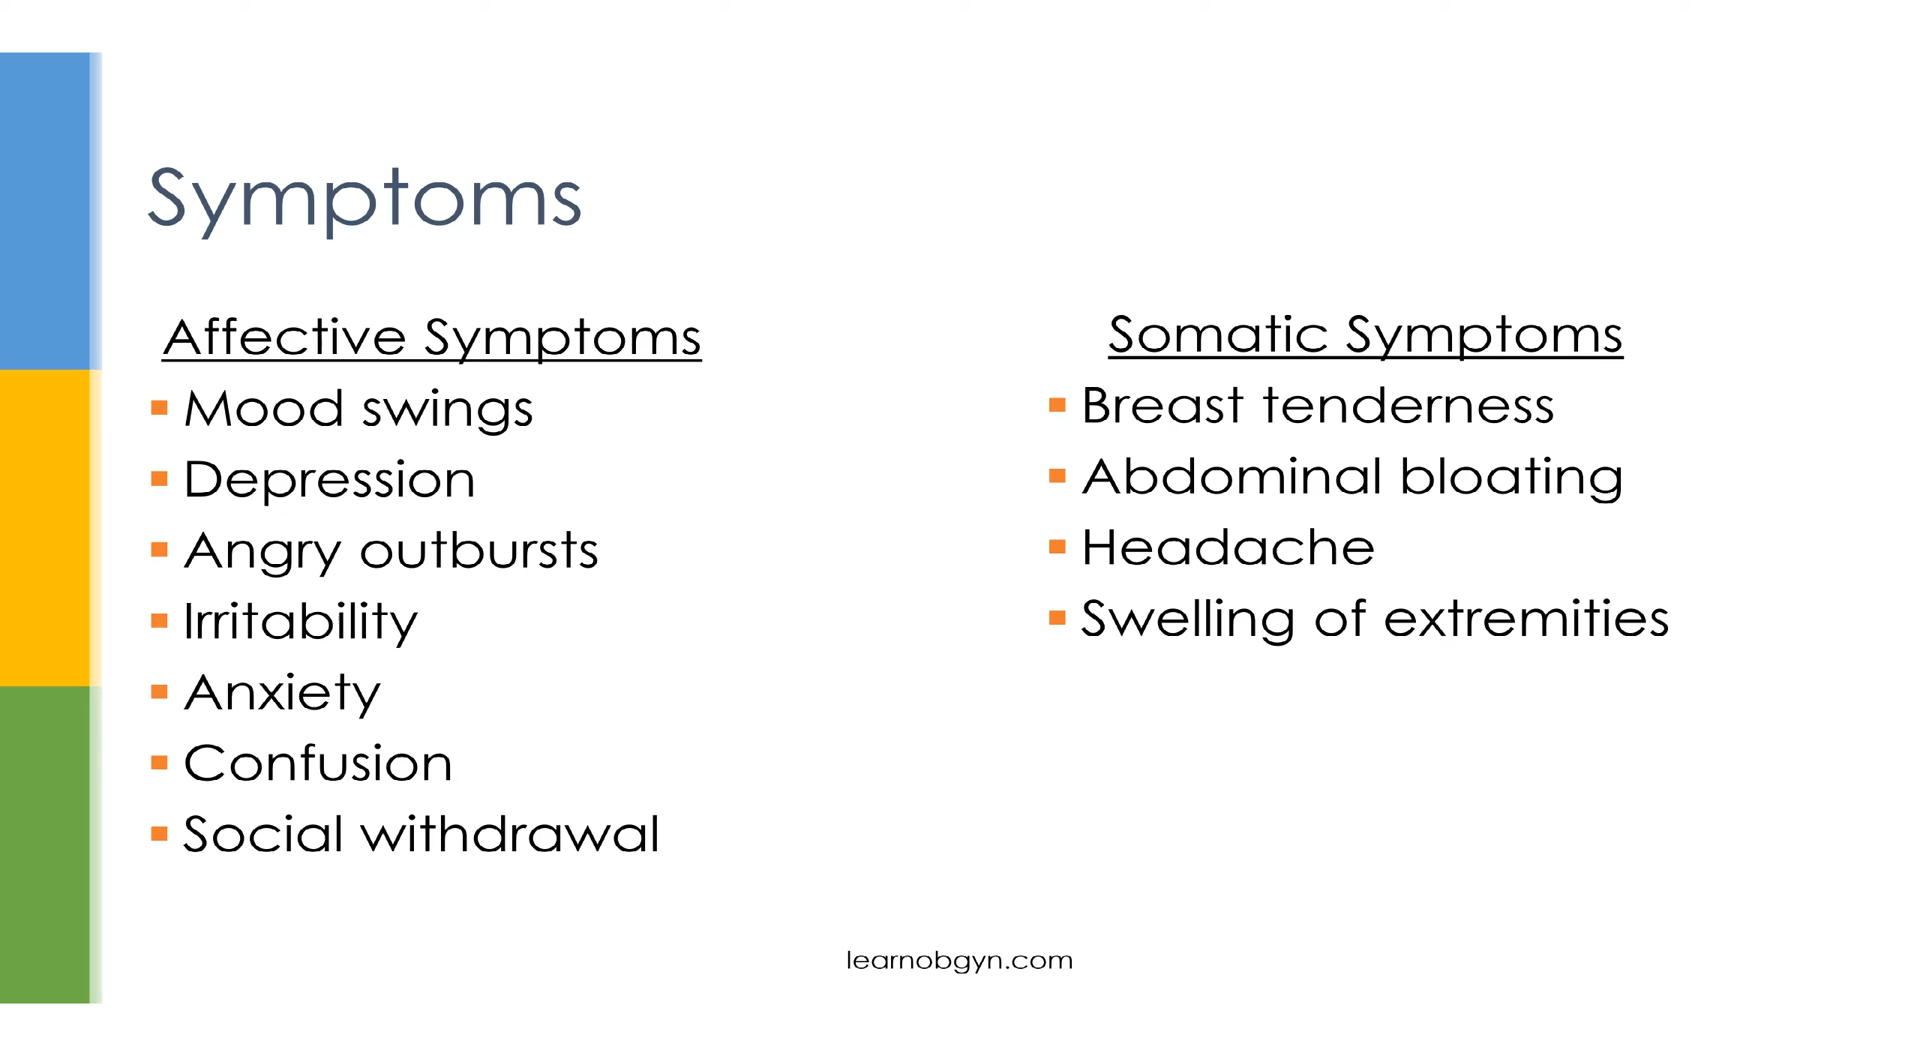 Symptoms
Affective Symptoms
Mood swings
Depression
Angry outbursts
Irritability
Anxiety
Confusion
Social withdrawal
Somatic Symptoms
Breast tenderness
Abdominal bloating
Headache
Swelling of extremities
learnobgyn.com